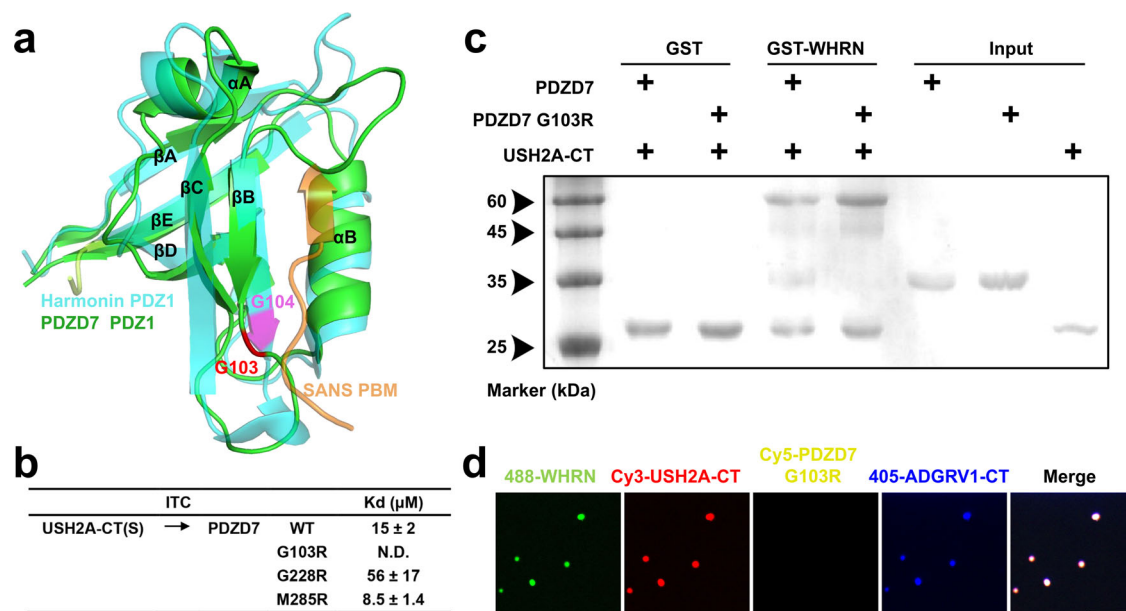 a
αA
βA
βC
βB
βE
αB
βD
Harmonin PDZ1
G104
PDZD7 PDZ1
G103
SANS PBM
b
ITC Kd (μM)
USH2A-CT(S) → PDZD7 WT 15 ± 2
G103R N.D.
G228R 56 ± 17
M285R 8.5 ± 1.4
c
GST GST-WHRN Input
PDZD7 + + +
PDZD7 G103R + + +
USH2A-CT + + + + +
60
45
35
25
Marker (kDa)
d
488-WHRN Cy3-USH2A-CT Cy5-PDZD7 G103R 405-ADGRV1-CT Merge